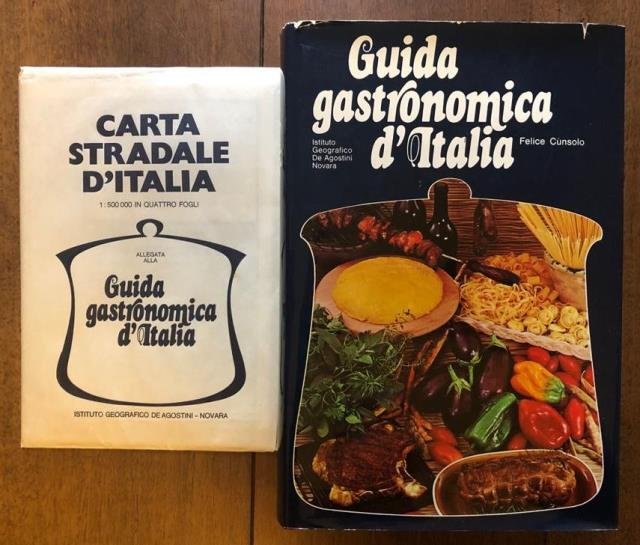 CARTA
STRADALE
D'ITALIA
1:500 000 IN QUATTRO FOGLI
ALLEGATA
ALLA
Guida
gastronomica
d'Italia
ISTITUTO GEOGRAFICO DE AGOSTINI - NOVARA
Guida
gastronomica
d'Italia
Istituto
Geografico
De Agostini
Novara
Felice Cùnsolo